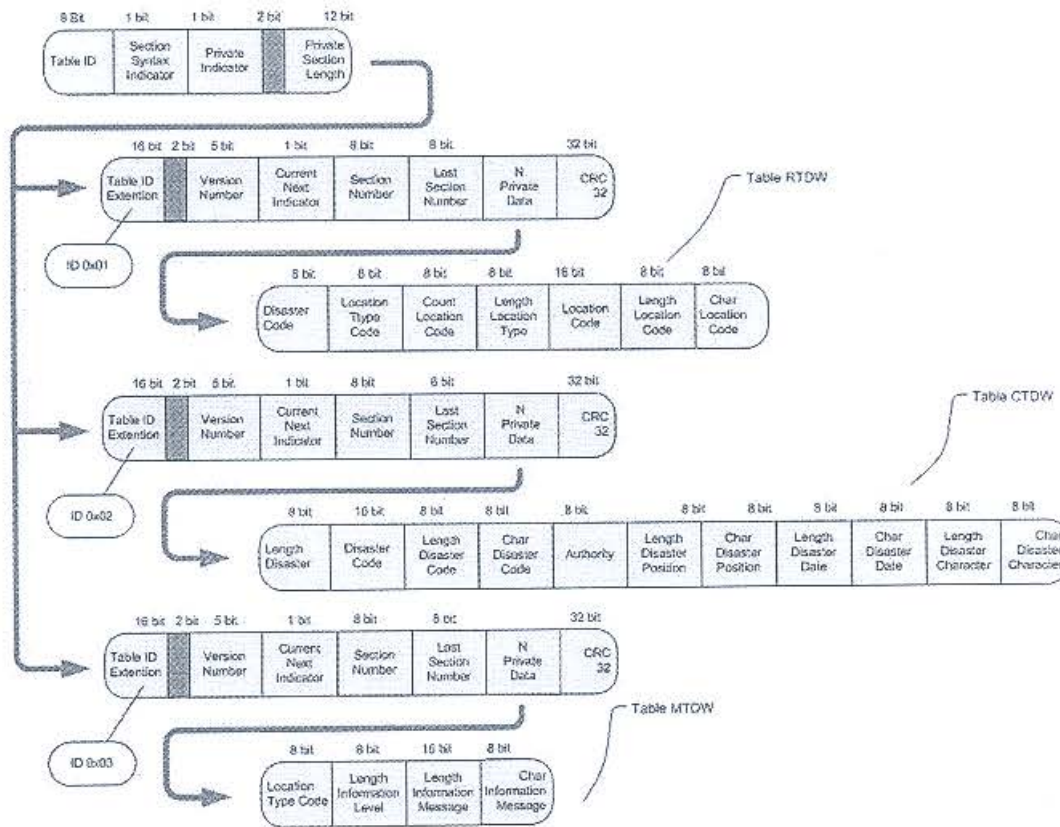 8 Bit 1 bit 1 bit 2 bit 12 bit
Table ID
Section Syntax Indicator
Private Indicator
Private Section Length
16 bit 2 bit 5 bit 1 bit 8 bit 8 bit 32 bit
Table ID Extention
Version Number
Current Next Indicator
Section Number
Last Section Number
N Private Data
CRC 32
Table RTDW
ID 0x01
8 bit 8 bit 8 bit 8 bit 16 bit 8 bit 8 bit
Disaster Code
Location Ttype Code
Count Location Code
Length Location Type
Location Code
Length Location Code
Char Location Code
16 bit 2 bit 5 bit 1 bit 8 bit 6 bit 32 bit
Table ID Extention
Version Number
Current Next Indicator
Section Number
Last Section Number
N Private Data
CRC 32
Table CTDW
ID 0x02
8 bit 16 bit 8 bit 8 bit 8 bit 8 bit 8 bit 8 bit 8 bit 8 bit 8 bit
Length Disaster
Disaster Code
Length Disaster Code
Char Disaster Code
Authority
Length Disaster Position
Char Disaster Position
Length Disaster Date
Char Disaster Date
Length Disaster Character
Char Disaster Character
16 bit 2 bit 5 bit 1 bit 8 bit 8 bit 32 bit
Table ID Extention
Version Number
Current Next Indicator
Section Number
Last Section Number
N Private Data
CRC 32
Table MTDW
ID 0x03
8 bit 8 bit 16 bit 8 bit
Location Type Code
Length Information Level
Length Information Message
Char Information Message